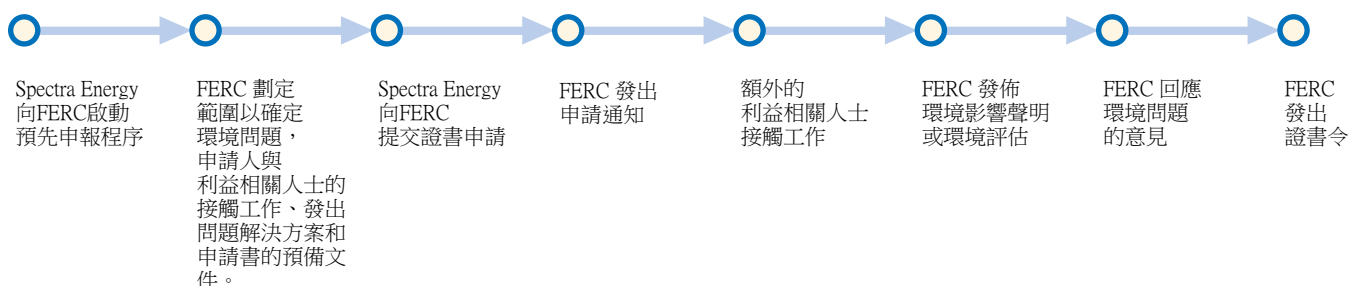 Spectra Energy
向FERC啟動
預先申報程序
FERC 劃定
範圍以確定
環境問題，
申請人與
利益相關人士的
接觸工作、發出
問題解決方案和
申請書的預備文
件。
Spectra Energy
向FERC
提交證書申請
FERC 發出
申請通知
額外的
利益相關人士
接觸工作
FERC 發佈
環境影響聲明
或環境評估
FERC 回應
環境問題
的意見
FERC
發出
證書令